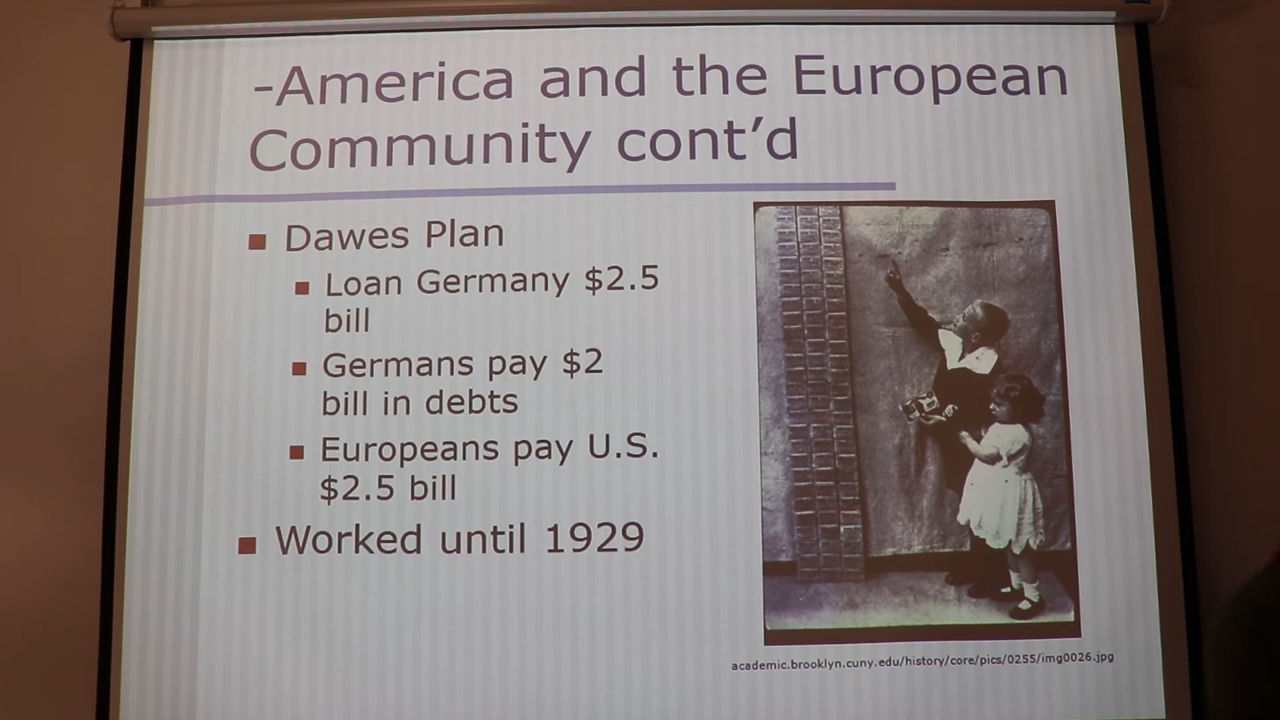 -America and the European
Community cont’d
Dawes Plan
Loan Germany $2.5
bill
Germans pay $2
bill in debts
Europeans pay U.S.
$2.5 bill
Worked until 1929
academic.brooklyn.cuny.edu/history/core/pics/0255/img0026.jpg